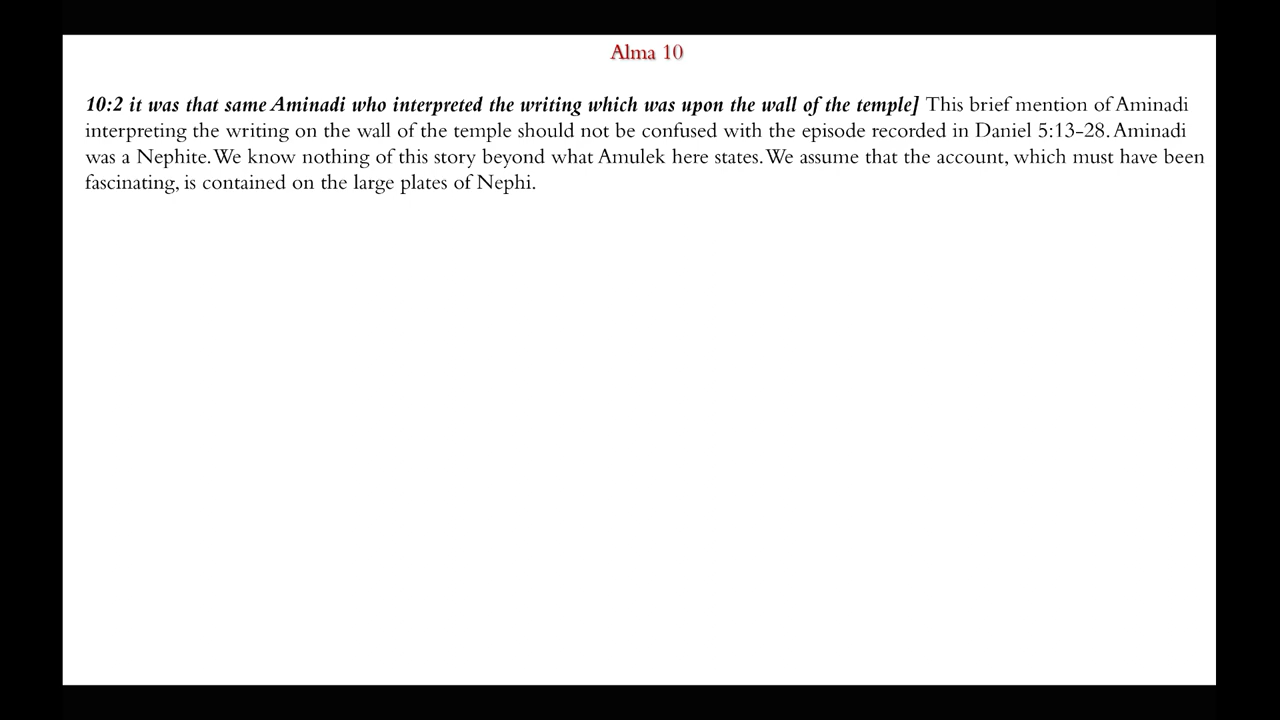 Alma 10
10:2 it was that same Aminadi who interpreted the writing which was upon the wall of the temple] This brief mention of Aminadi
interpreting the writing on the wall of the temple should not be confused with the episode recorded in Daniel 5:13-28. Aminadi
was a Nephite. We know nothing of this story beyond what Amulek here states. We assume that the account, which must have been
fascinating, is contained on the large plates of Nephi.